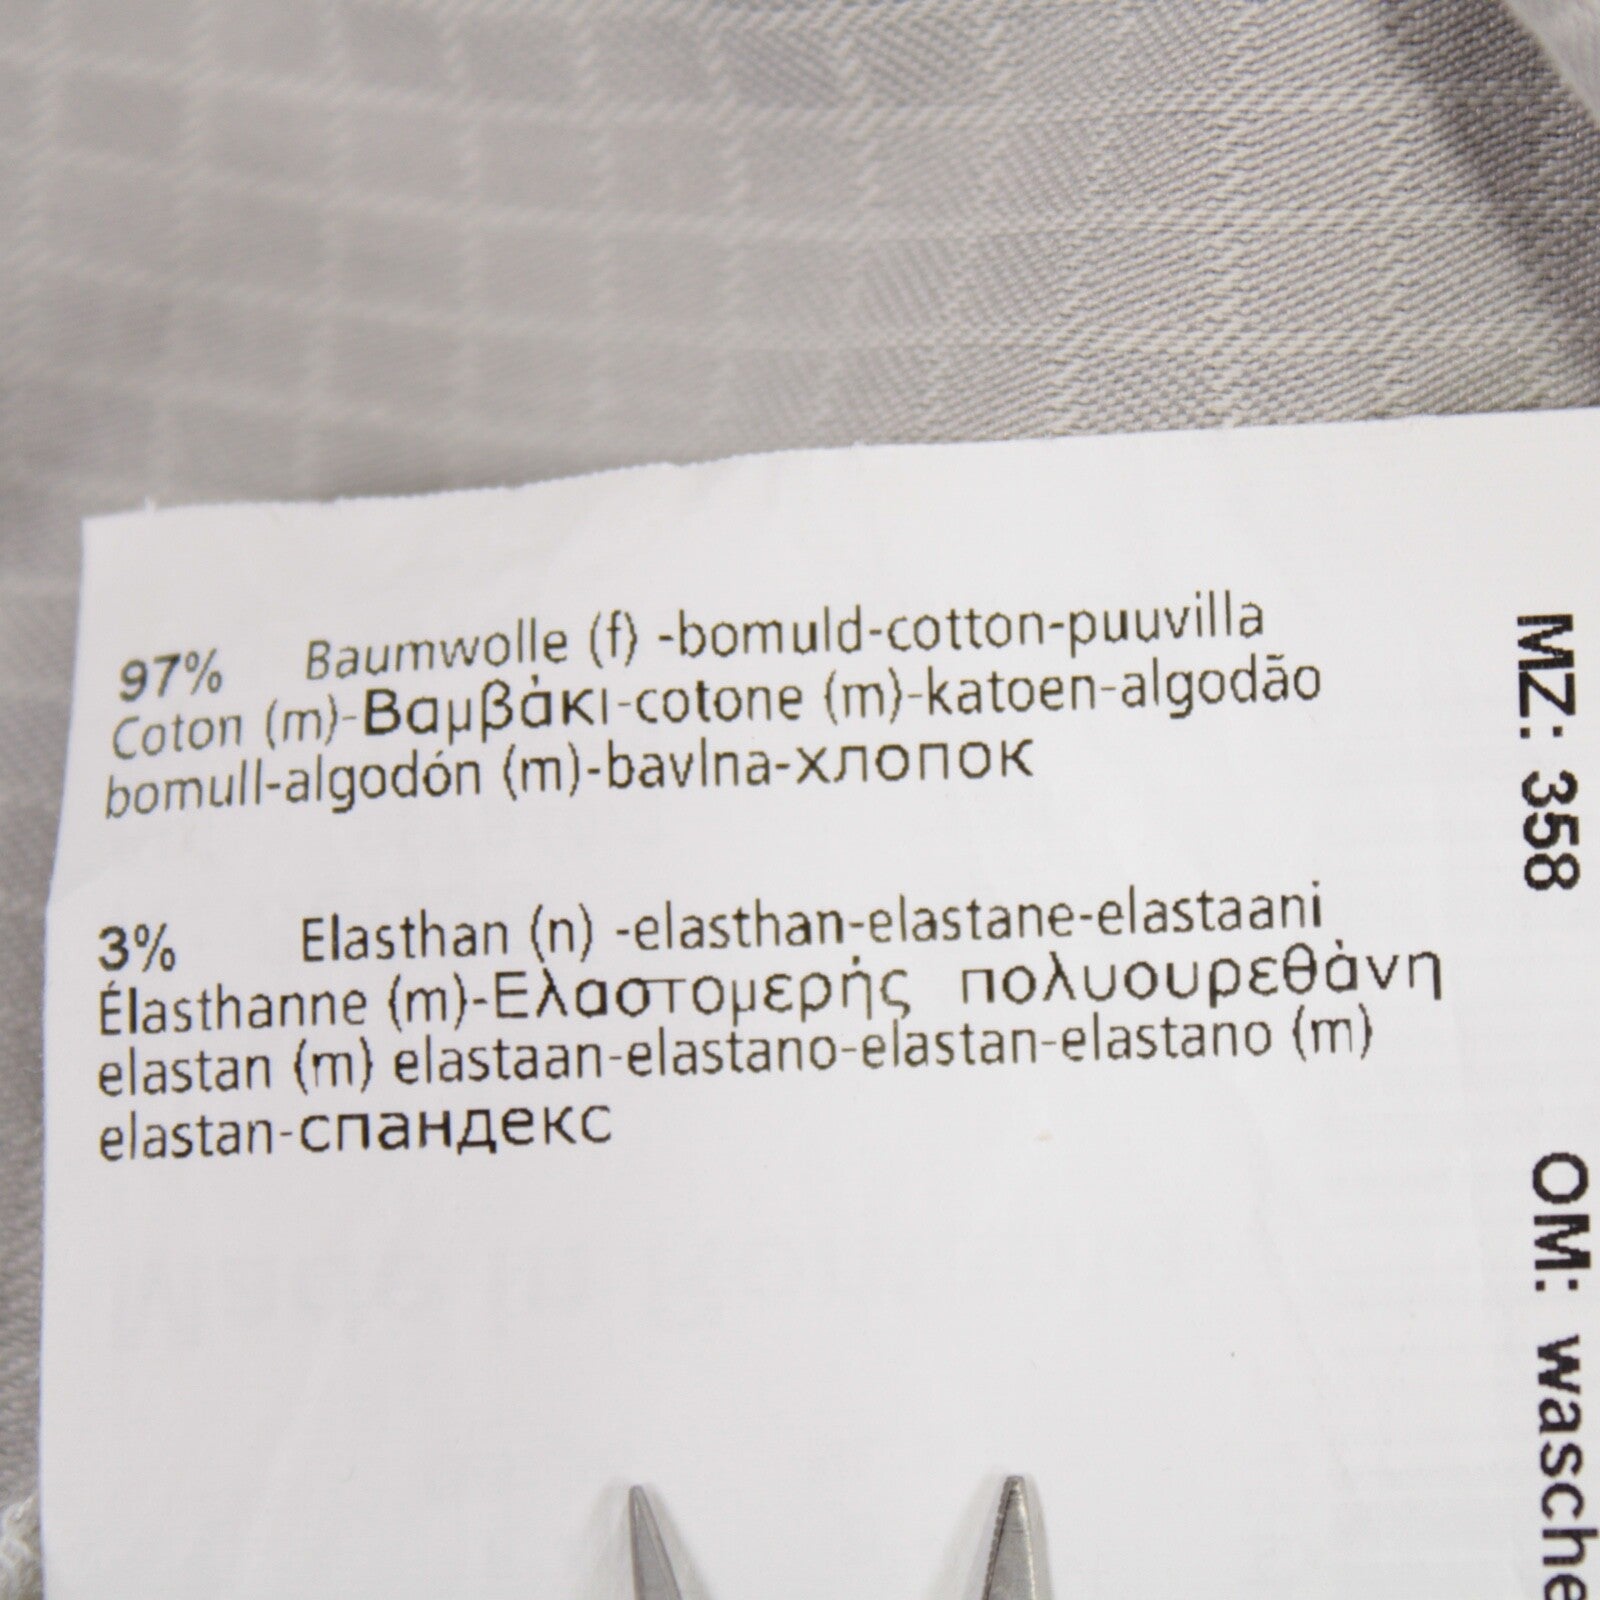 97% Baumwolle (f) -bomuld-cotton-puuvilla
Coton (m)-Βαμβάκι-cotone (m)-katoen-algodão
bomull-algodón (m)-bavlna-хлопок
3% Elasthan (n) -elasthan-elastane-elastaani
Élasthanne (m)-Ελαστομερής πολυουρεθάνη
elastan (m) elastaan-elastano-elastan-elastano (m)
elastan-спандекс
MZ: 358 OM: wasche